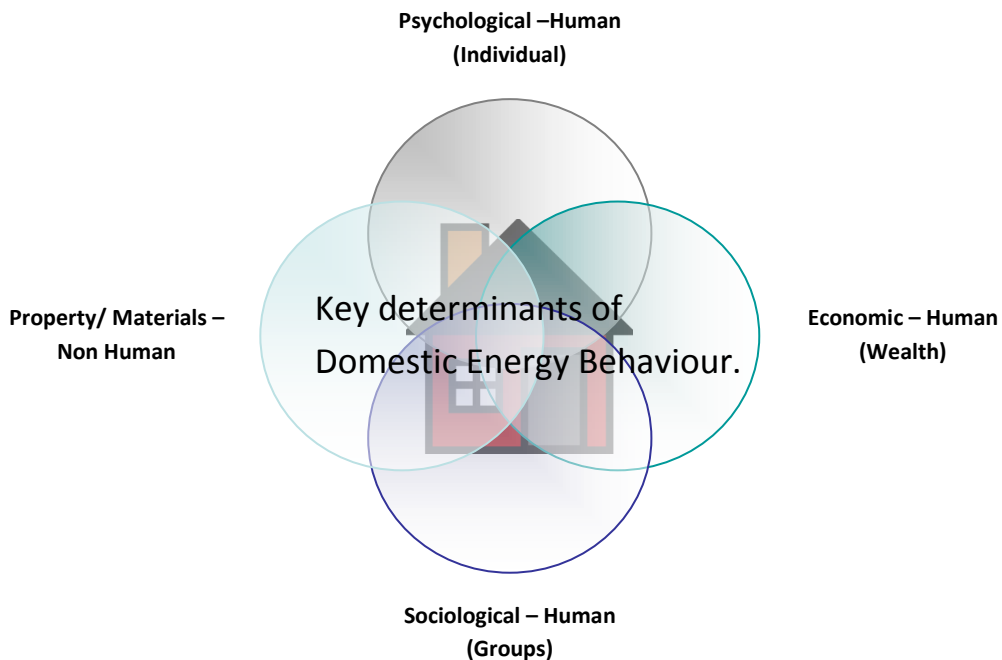 Psychological –Human
(Individual)
Property/ Materials –
Non Human
Key determinants of
Domestic Energy Behaviour.
Economic – Human
(Wealth)
Sociological – Human
(Groups)